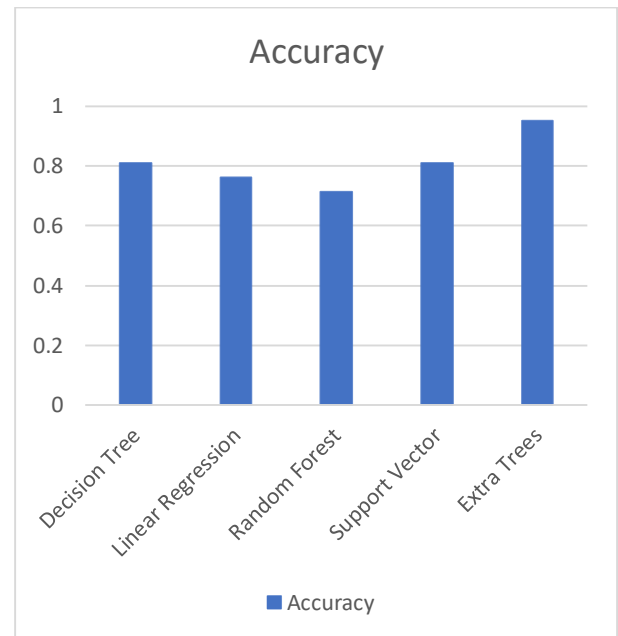 Accuracy
1
0.8
0.6
0.4
0.2
0
Decision Tree
Linear Regression
Random Forest
Support Vector
Extra Trees
Accuracy